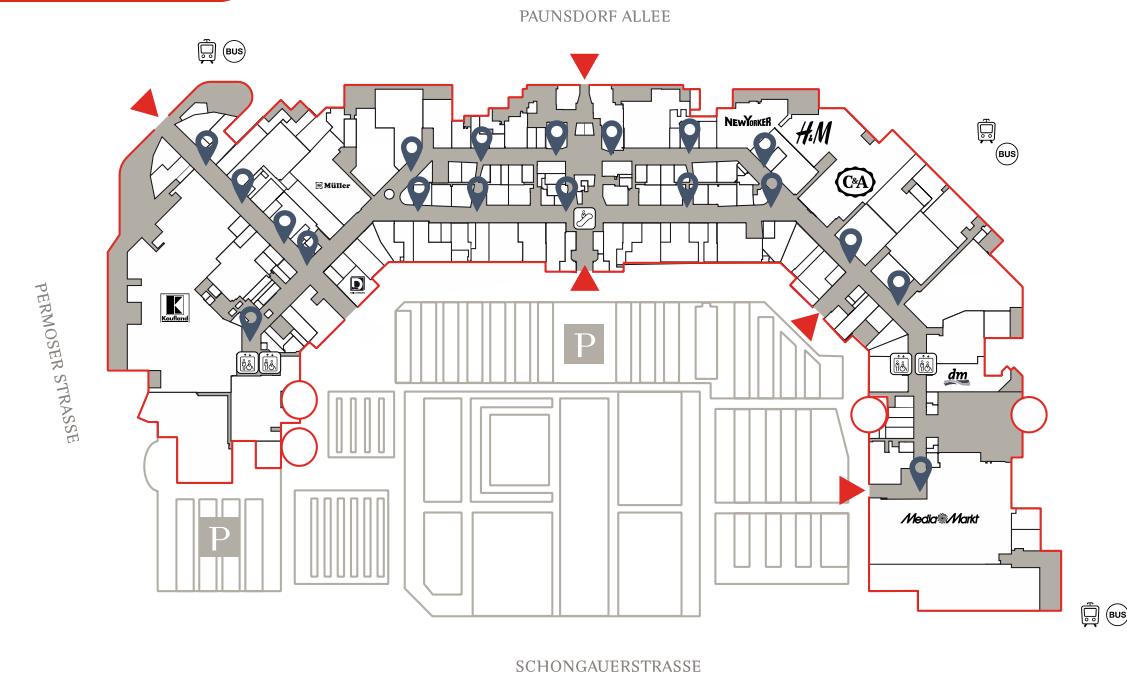 PAUNSDORF ALLEE
BUS
NEWYORKER
H&M
BUS
Müller
C&A
PERMOSER STRASSE
K
Kaufland
D
P
dm
P
MediaMarkt
BUS
SCHONGAUERSTRASSE